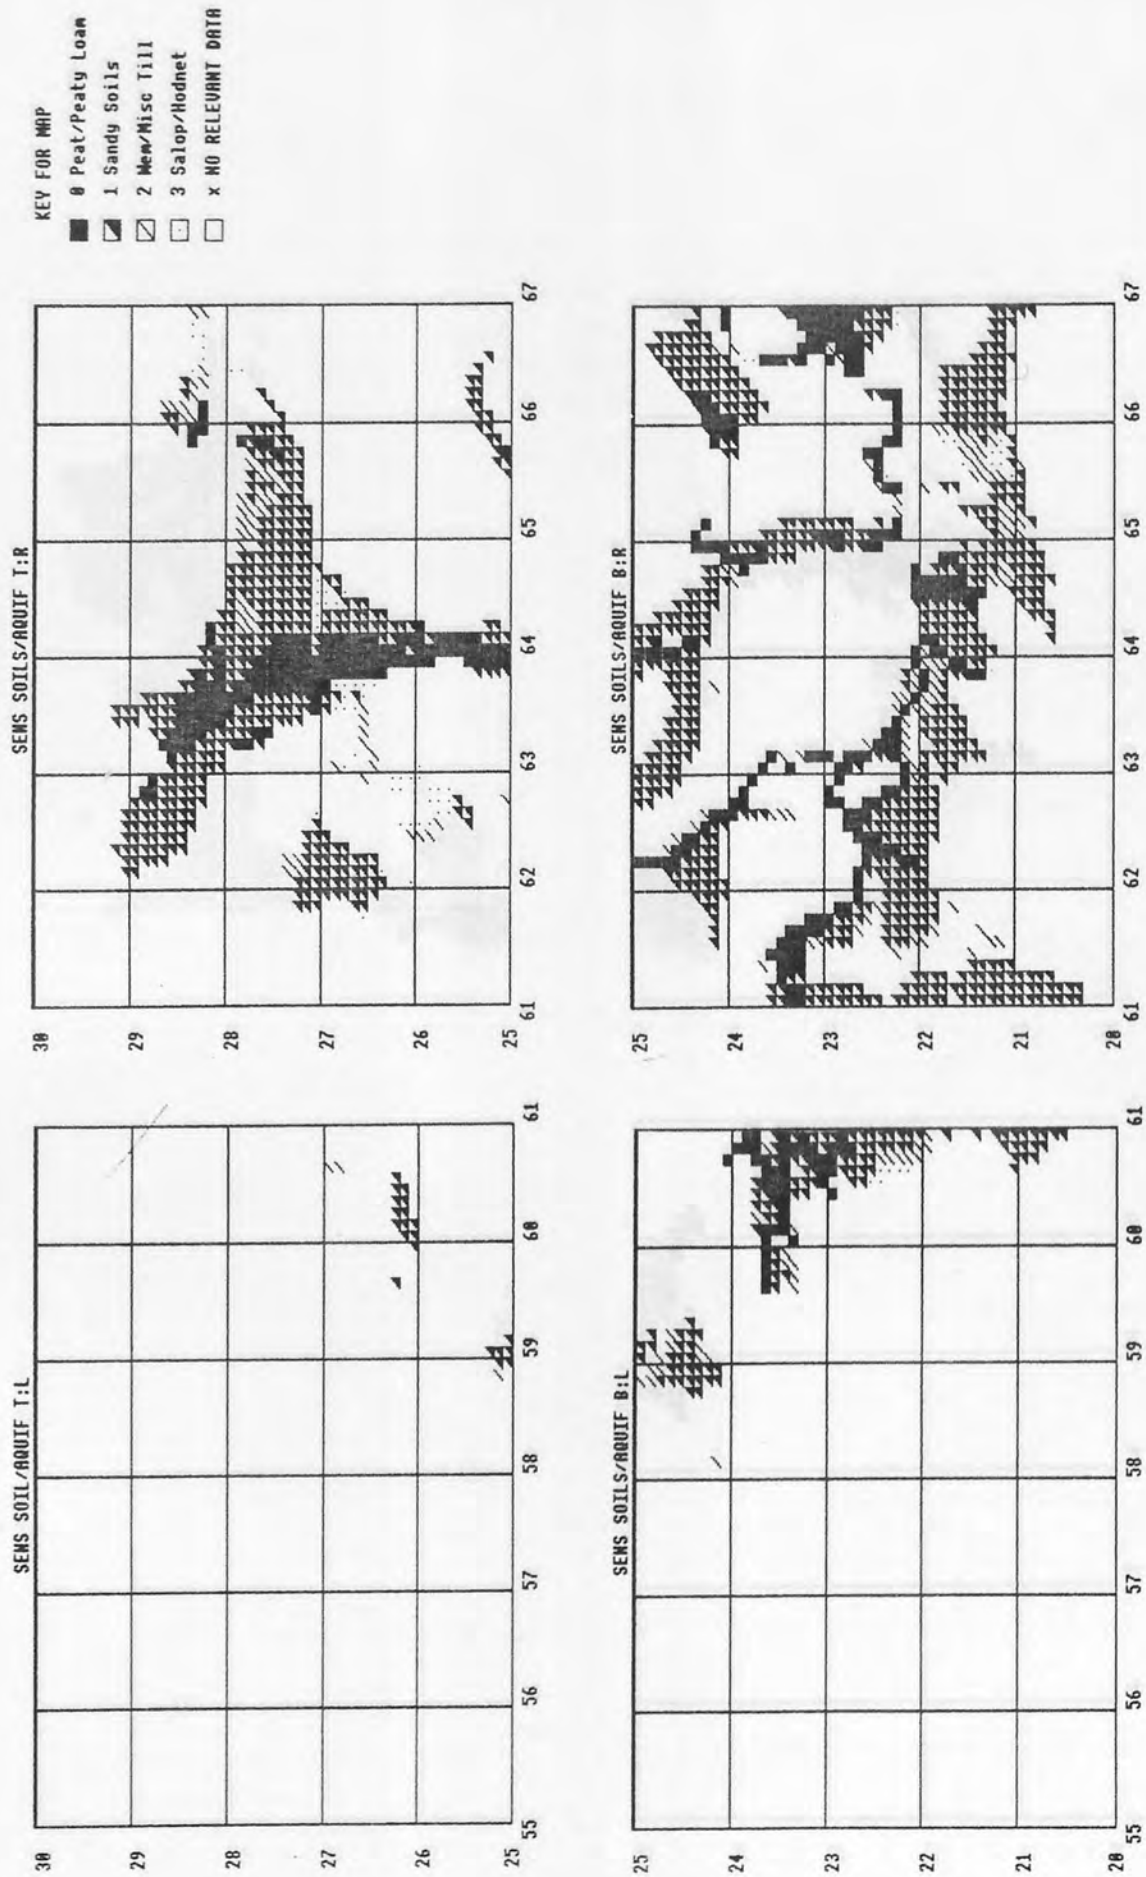 KEY FOR MAP
0 Peat/Peaty Loam
1 Sandy Soils
2 Wem/Misc Till
3 Salop/Hodnet
x NO RELEVANT DATA
SENS SOIL/AQUIF T:L
30
29
28
27
26
25
55 56 57 58 59 60 61
SENS SOILS/AQUIF T:R
30
29
28
27
26
25
61 62 63 64 65 66 67
SENS SOILS/AQUIF B:L
25
24
23
22
21
20
55 56 57 58 59 60 61
SENS SOILS/AQUIF B:R
25
24
23
22
21
20
61 62 63 64 65 66 67